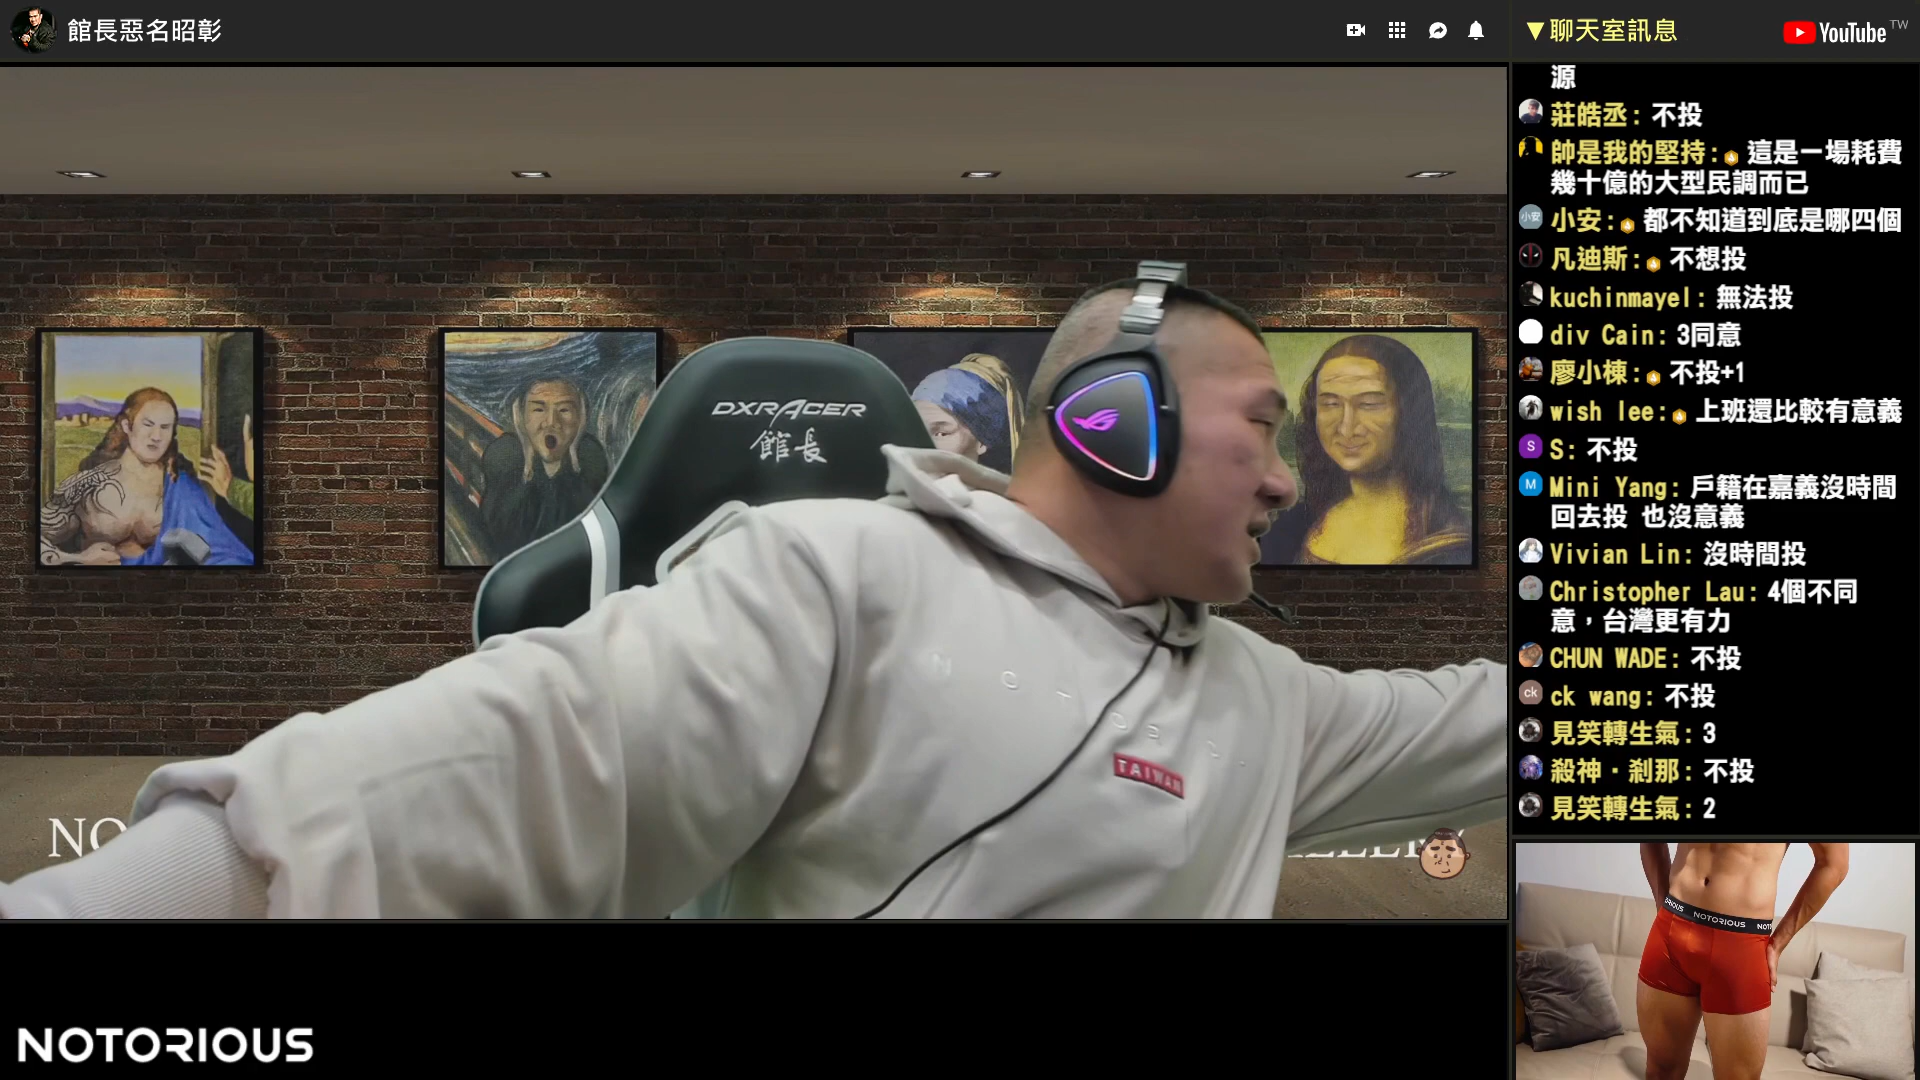 館長惡名昭彰
▼聊天室訊息
YouTube TW
源
莊皓丞: 不投
帥是我的堅持: 這是一場耗費
幾十億的大型民調而已
小安: 都不知道到底是哪四個
凡迪斯: 不想投
kuchinmayel: 無法投
div Cain: 3同意
廖小棟: 不投+1
wish lee: 上班還比較有意義
S: 不投
Mini Yang: 戶籍在嘉義沒時間
回去投 也沒意義
Vivian Lin: 沒時間投
Christopher Lau: 4個不同
意，台灣更有力
CHUN WADE: 不投
ck wang: 不投
見笑轉生氣: 3
殺神·剎那: 不投
見笑轉生氣: 2
小安
S
M
ck
DXRACER
館長
TAIWAN
NO
NOTORIOUS
NOTORIOUS